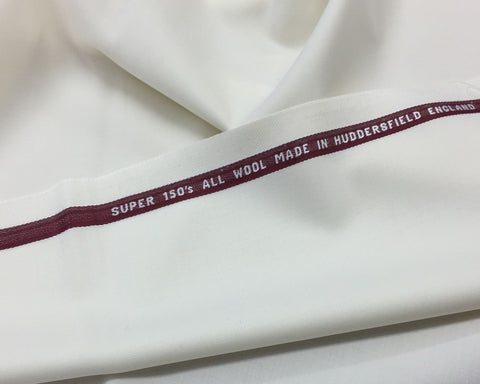 SUPER 150's ALL WOOL MADE IN HUDDERSFIELD ENGLAND